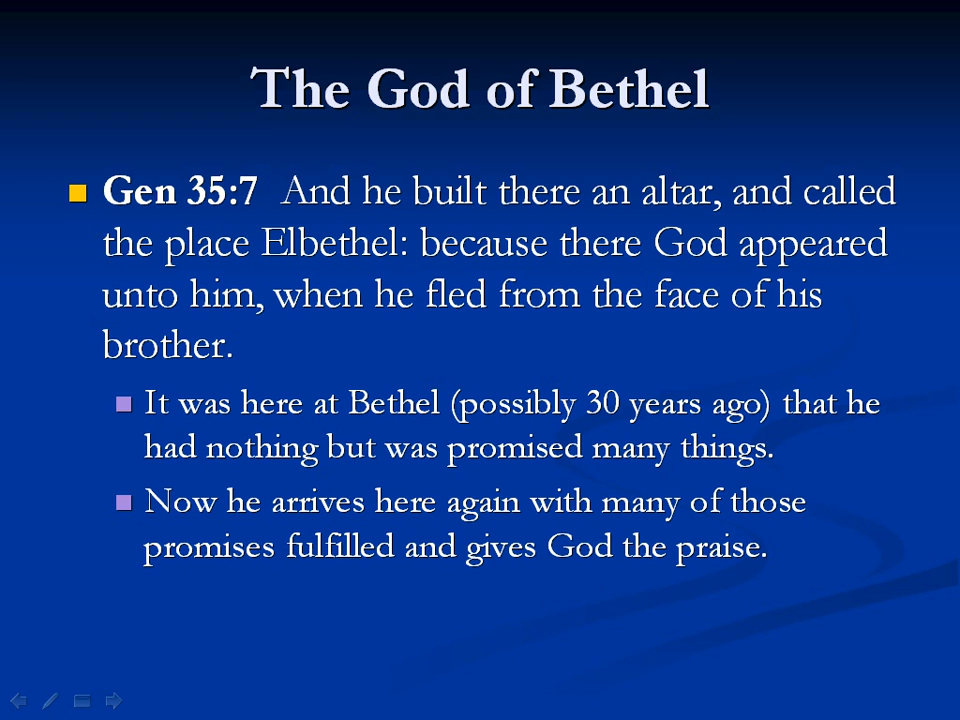 The God of Bethel
Gen 35:7  And he built there an altar, and called
the place Elbethel: because there God appeared
unto him, when he fled from the face of his
brother.
It was here at Bethel (possibly 30 years ago) that he
had nothing but was promised many things.
Now he arrives here again with many of those
promises fulfilled and gives God the praise.